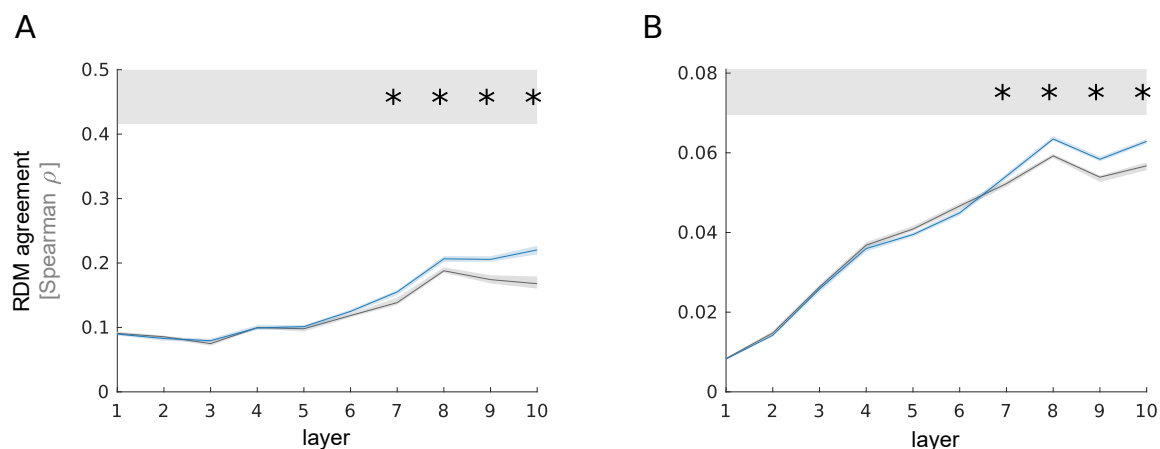 A
0.5
0.4
0.3
0.2
0.1
0
RDM agreement
[Spearman ρ]
* * * *
1 2 3 4 5 6 7 8 9 10
layer
B
0.08
0.06
0.04
0.02
0
* * * *
1 2 3 4 5 6 7 8 9 10
layer